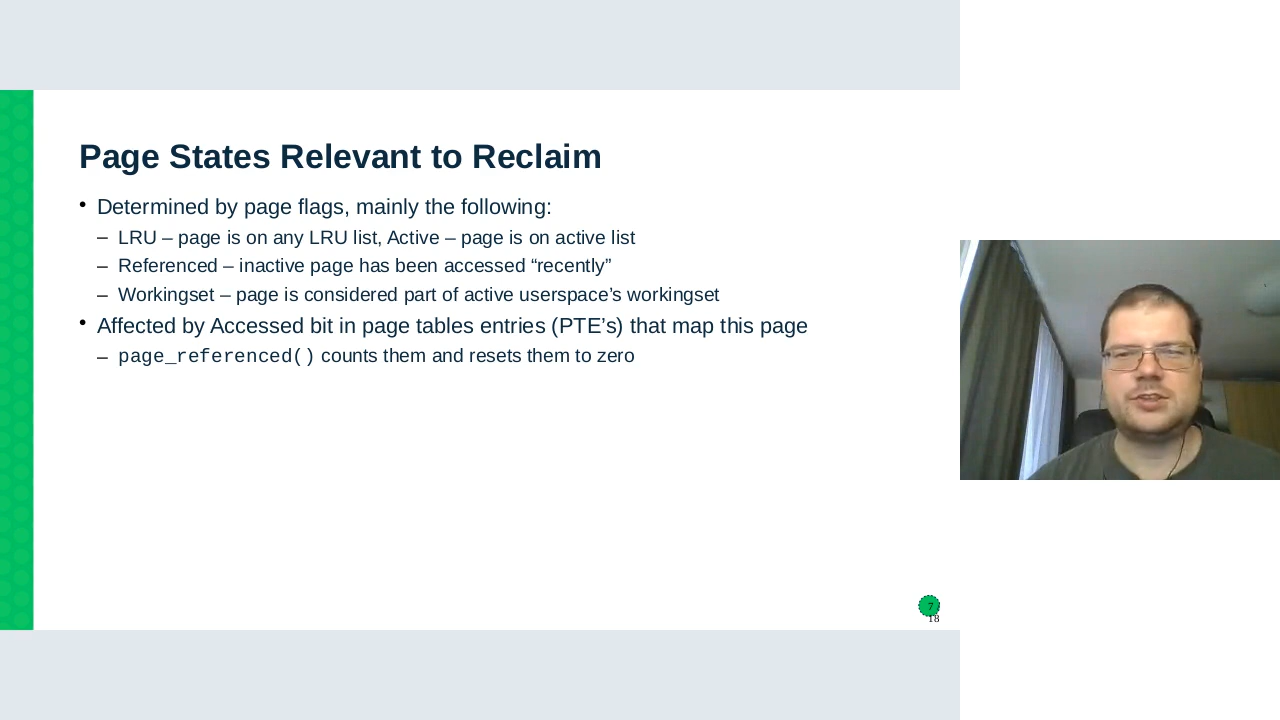 Page States Relevant to Reclaim
• Determined by page flags, mainly the following:
– LRU – page is on any LRU list, Active – page is on active list
– Referenced – inactive page has been accessed “recently”
– Workingset – page is considered part of active userspace’s workingset
• Affected by Accessed bit in page tables entries (PTE’s) that map this page
– page_referenced() counts them and resets them to zero
7
18